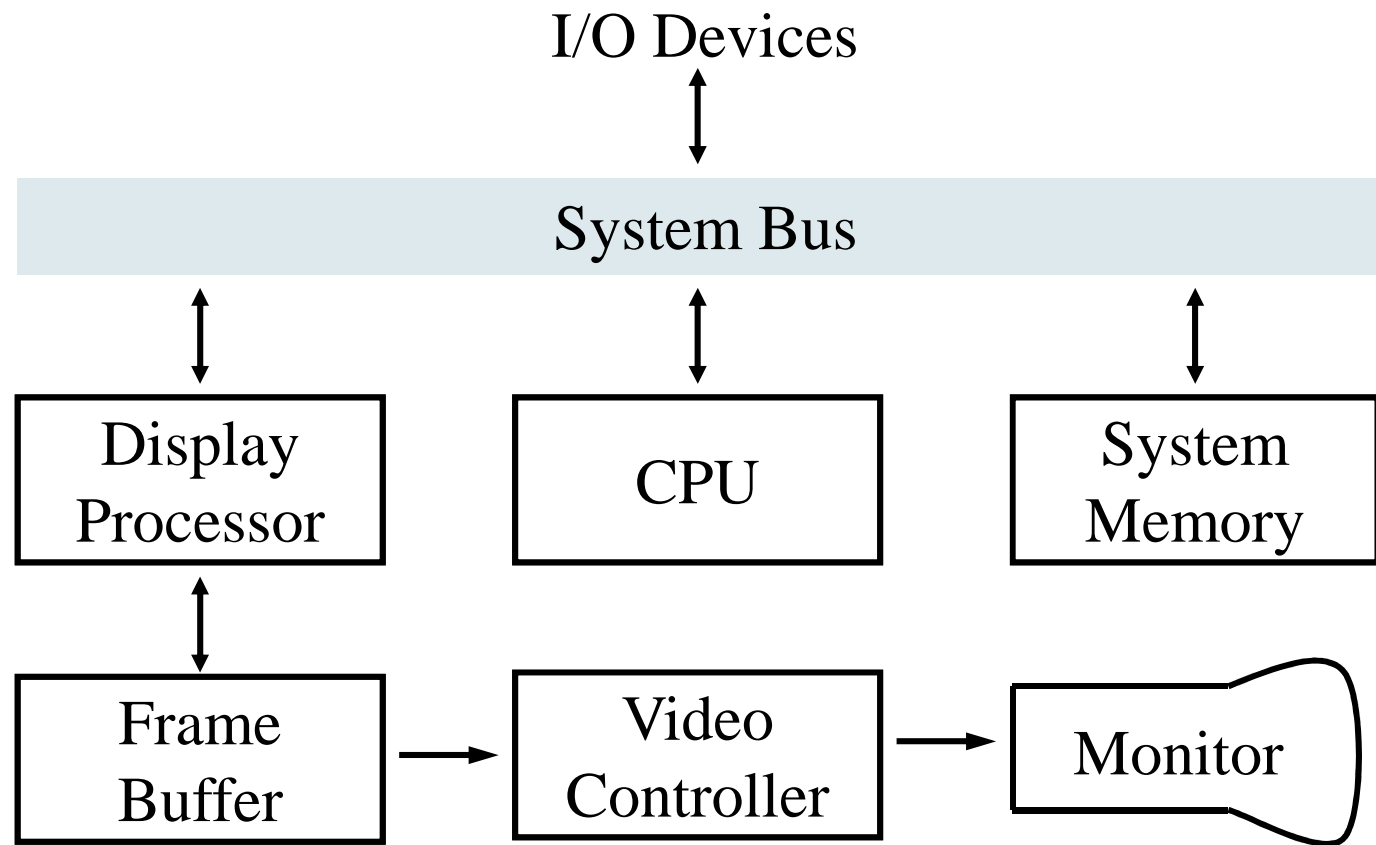 I/O Devices
System Bus
Display
Processor
CPU
System
Memory
Frame
Buffer
Video
Controller
Monitor